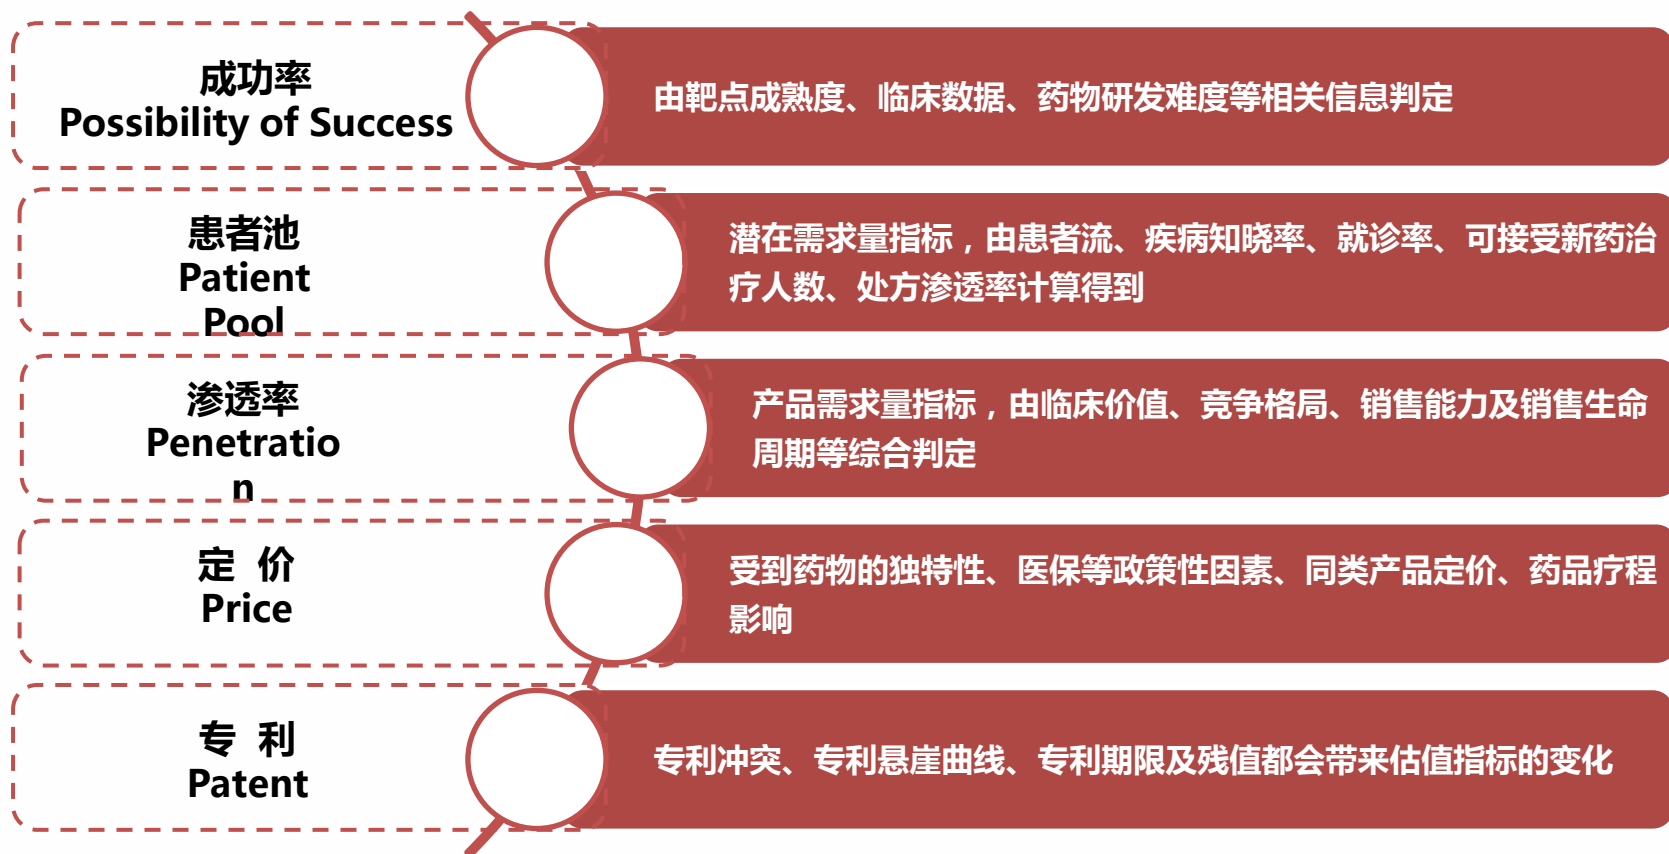 成功率
Possibility of Success
由靶点成熟度、临床数据、药物研发难度等相关信息判定
患者池
Patient
Pool
潜在需求量指标，由患者流、疾病知晓率、就诊率、可接受新药治
疗人数、处方渗透率计算得到
渗透率
Penetratio
n
产品需求量指标，由临床价值、竞争格局、销售能力及销售生命
周期等综合判定
定 价
Price
受到药物的独特性、医保等政策性因素、同类产品定价、药品疗程
影响
专 利
Patent
专利冲突、专利悬崖曲线、专利期限及残值都会带来估值指标的变化